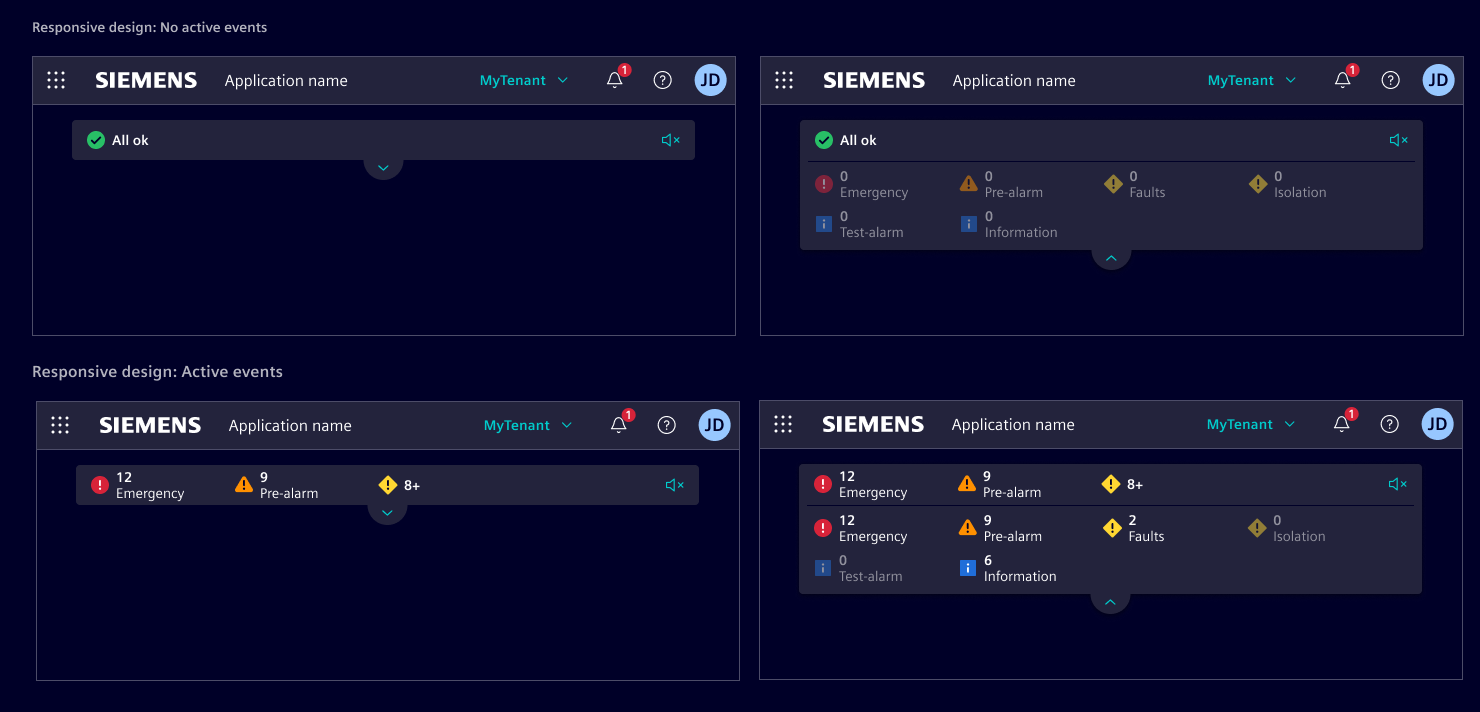 Responsive design: No active events
SIEMENS Application name MyTenant 1 JD
All ok
SIEMENS Application name MyTenant 1 JD
All ok
0 0 0 0
Emergency Pre-alarm Faults Isolation
0 0
Test-alarm Information
Responsive design: Active events
SIEMENS Application name MyTenant 1 JD
12 9 8+
Emergency Pre-alarm
SIEMENS Application name MyTenant 1 JD
12 9 8+
Emergency Pre-alarm
12 9 2 0
Emergency Pre-alarm Faults Isolation
0 6
Test-alarm Information